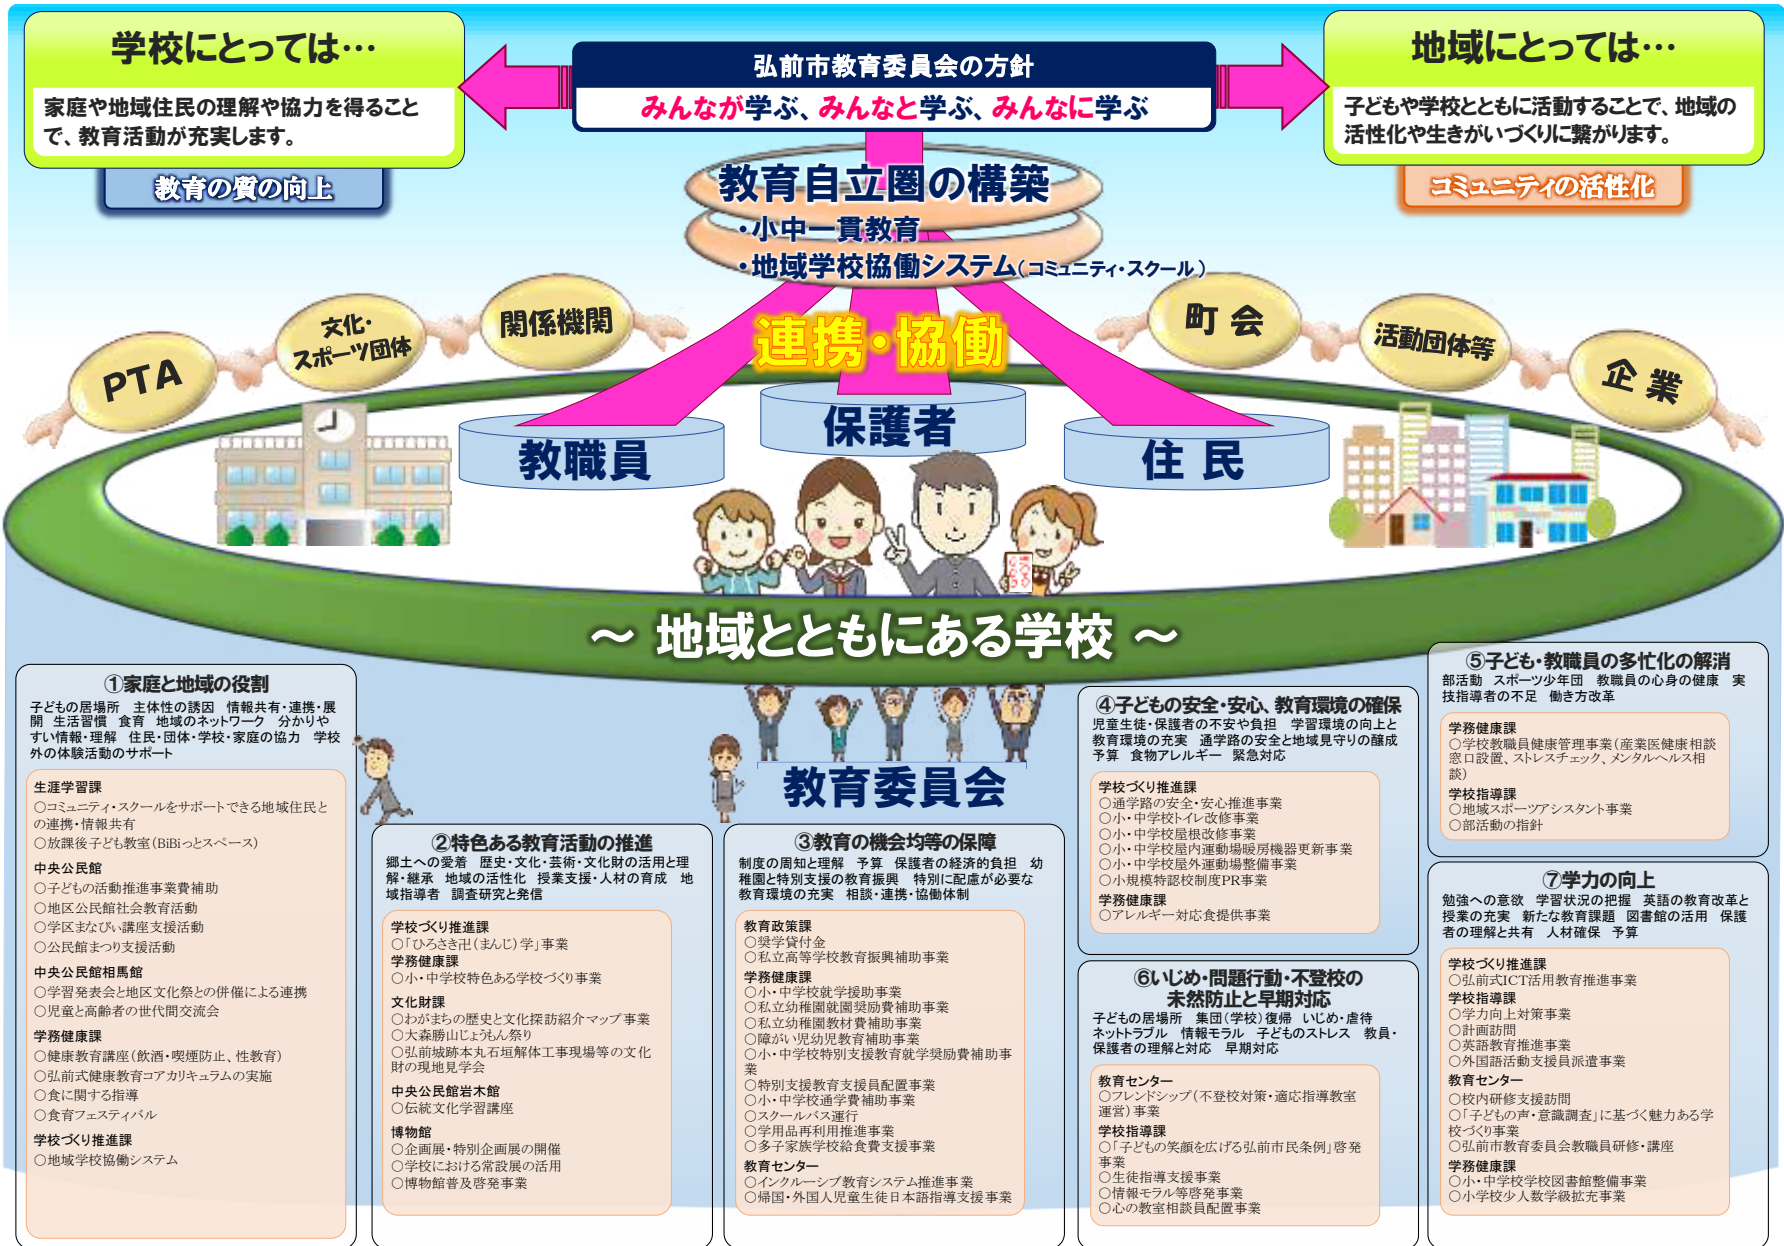 学校にとっては…
家庭や地域住民の理解や協力を得ること
で、教育活動が充実します。
教育の質の向上
弘前市教育委員会の方針
みんなが学ぶ、みんなと学ぶ、みんなに学ぶ
地域にとっては…
子どもや学校とともに活動することで、地域の
活性化や生きがいづくりに繋がります。
コミュニティの活性化
教育自立圏の構築
・小中一貫教育
・地域学校協働システム(コミュニティ・スクール)
PTA
文化・
スポーツ団体
関係機関
連携・協働
町 会
活動団体等
企 業
教職員
保護者
住 民
～ 地域とともにある学校 ～
教育委員会
①家庭と地域の役割
子どもの居場所 主体性の誘因 情報共有・連携・展
開 生活習慣 食育 地域のネットワーク 分かりや
すい情報・理解 住民・団体・学校・家庭の協力 学校
外の体験活動のサポート
生涯学習課
○コミュニティ・スクールをサポートできる地域住民と
の連携・情報共有
○放課後子ども教室(BiBiっとスペース)
中央公民館
○子どもの活動推進事業費補助
○地区公民館社会教育活動
○学区まなびぃ講座支援活動
○公民館まつり支援活動
中央公民館相馬館
○学習発表会と地区文化祭との併催による連携
○児童と高齢者の世代間交流会
学務健康課
○健康教育講座(飲酒・喫煙防止、性教育)
○弘前式健康教育コアカリキュラムの実施
○食に関する指導
○食育フェスティバル
学校づくり推進課
○地域学校協働システム
②特色ある教育活動の推進
郷土への愛着 歴史・文化・芸術・文化財の活用と理
解・継承 地域の活性化 授業支援・人材の育成 地
域指導者 調査研究と発信
学校づくり推進課
○「ひろさき卍(まんじ)学」事業
学務健康課
○小・中学校特色ある学校づくり事業
文化財課
○わがまちの歴史と文化探訪紹介マップ事業
○大森勝山じょうもん祭り
○弘前城跡本丸石垣解体工事現場等の文化
財の現地見学会
中央公民館岩木館
○伝統文化学習講座
博物館
○企画展・特別企画展の開催
○学校における常設展の活用
○博物館普及啓発事業
③教育の機会均等の保障
制度の周知と理解 予算 保護者の経済的負担 幼
稚園と特別支援の教育振興 特別に配慮が必要な
教育環境の充実 相談・連携・協働体制
教育政策課
○奨学貸付金
○私立高等学校教育振興補助事業
学務健康課
○小・中学校就学援助事業
○私立幼稚園就園奨励費補助事業
○私立幼稚園教材費補助事業
○障がい児幼児教育補助事業
○小・中学校特別支援教育就学奨励費補助事
業
○特別支援教育支援員配置事業
○小・中学校通学費補助事業
○スクールバス運行
○学用品再利用推進事業
○多子家族学校給食費支援事業
教育センター
○インクルーシブ教育システム推進事業
○帰国・外国人児童生徒日本語指導支援事業
④子どもの安全・安心、教育環境の確保
児童生徒・保護者の不安や負担 学習環境の向上と
教育環境の充実 通学路の安全と地域見守りの醸成
予算 食物アレルギー 緊急対応
学校づくり推進課
○通学路の安全・安心推進事業
○小・中学校トイレ改修事業
○小・中学校屋根改修事業
○小・中学校屋内運動場暖房機器更新事業
○小・中学校屋外運動場整備事業
○小規模特認校制度PR事業
学務健康課
○アレルギー対応食提供事業
⑥いじめ・問題行動・不登校の
未然防止と早期対応
子どもの居場所 集団(学校)復帰 いじめ・虐待
ネットトラブル 情報モラル 子どものストレス 教員・
保護者の理解と対応 早期対応
教育センター
○フレンドシップ(不登校対策・適応指導教室
運営)事業
学校指導課
○「子どもの笑顔を広げる弘前市民条例」啓発
事業
○生徒指導支援事業
○情報モラル等啓発事業
○心の教室相談員配置事業
⑤子ども・教職員の多忙化の解消
部活動 スポーツ少年団 教職員の心身の健康 実
技指導者の不足 働き方改革
学務健康課
○学校教職員健康管理事業(産業医健康相談
窓口設置、ストレスチェック、メンタルヘルス相
談)
学校指導課
○地域スポーツアシスタント事業
○部活動の指針
⑦学力の向上
勉強への意欲 学習状況の把握 英語の教育改革と
授業の充実 新たな教育課題 図書館の活用 保護
者の理解と共有 人材確保 予算
学校づくり推進課
○弘前式ICT活用教育推進事業
学校指導課
○学力向上対策事業
○計画訪問
○英語教育推進事業
○外国語活動支援員派遣事業
教育センター
○校内研修支援訪問
○「子どもの声・意識調査」に基づく魅力ある学
校づくり事業
○弘前市教育委員会教職員研修・講座
学務健康課
○小・中学校学校図書館整備事業
○小学校少人数学級拡充事業